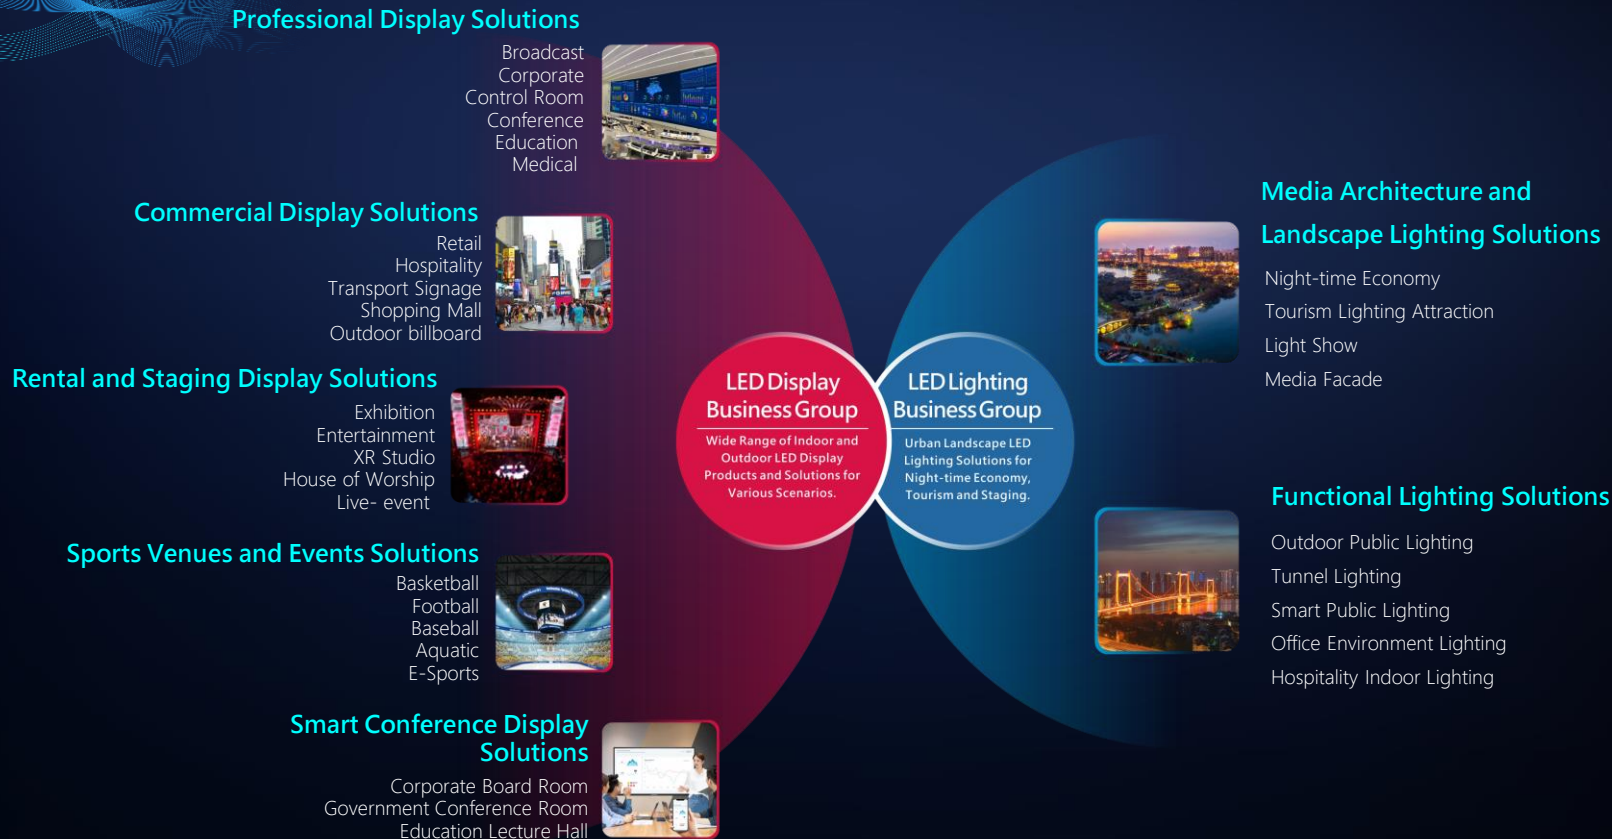 Professional Display Solutions
Broadcast
Corporate
Control Room
Conference
Education
Medical
Commercial Display Solutions
Retail
Hospitality
Transport Signage
Shopping Mall
Outdoor billboard
Rental and Staging Display Solutions
Exhibition
Entertainment
XR Studio
House of Worship
Live- event
Sports Venues and Events Solutions
Basketball
Football
Baseball
Aquatic
E-Sports
Smart Conference Display
Solutions
Corporate Board Room
Government Conference Room
Education Lecture Hall
LED Display
Business Group
Wide Range of Indoor and
Outdoor LED Display
Products and Solutions for
Various Scenarios.
LED Lighting
Business Group
Urban Landscape LED
Lighting Solutions for
Night-time Economy,
Tourism and Staging.
Media Architecture and
Landscape Lighting Solutions
Night-time Economy
Tourism Lighting Attraction
Light Show
Media Facade
Functional Lighting Solutions
Outdoor Public Lighting
Tunnel Lighting
Smart Public Lighting
Office Environment Lighting
Hospitality Indoor Lighting